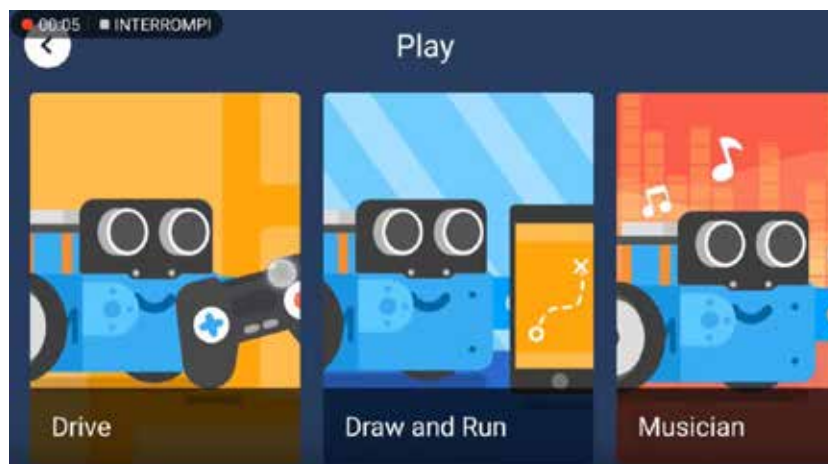 00:05 INTERROMPI
Play
Drive
Draw and Run
Musician